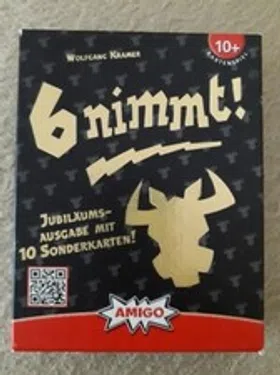 Wolfgang Kramer
10+
Kartenspiel
6 nimmt!
Jubiläums-
ausgabe mit
10 Sonderkarten!
AMIGO